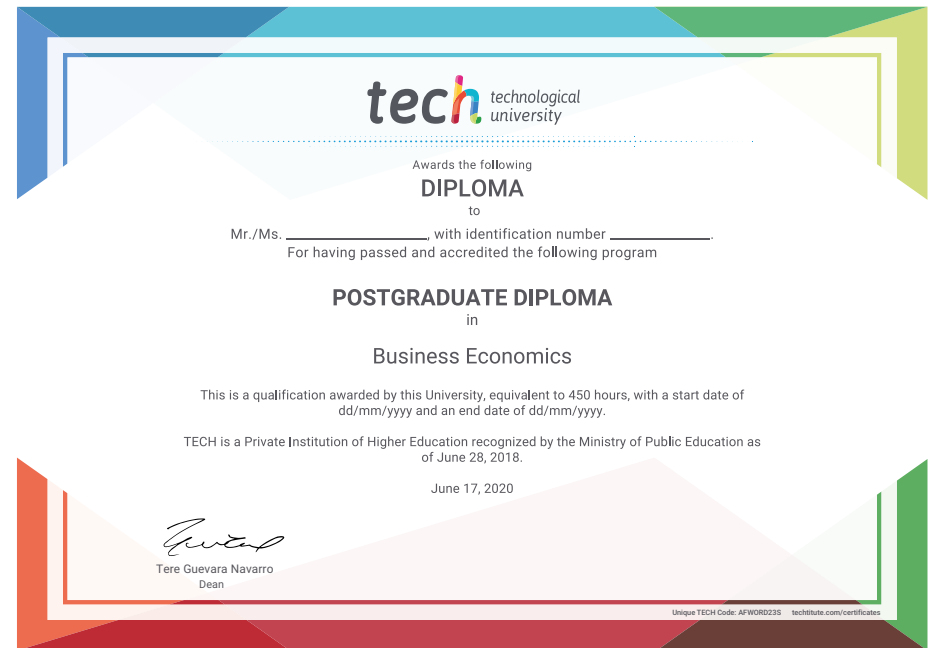 tech technological
university
Awards the following
DIPLOMA
to
Mr./Ms. ____________________, with identification number ______________.
For having passed and accredited the following program
POSTGRADUATE DIPLOMA
in
Business Economics
This is a qualification awarded by this University, equivalent to 450 hours, with a start date of
dd/mm/yyyy and an end date of dd/mm/yyyy.
TECH is a Private Institution of Higher Education recognized by the Ministry of Public Education as
of June 28, 2018.
June 17, 2020
Tere Guevara Navarro
Dean
Unique TECH Code: AFWORD23S techtitute.com/certificates